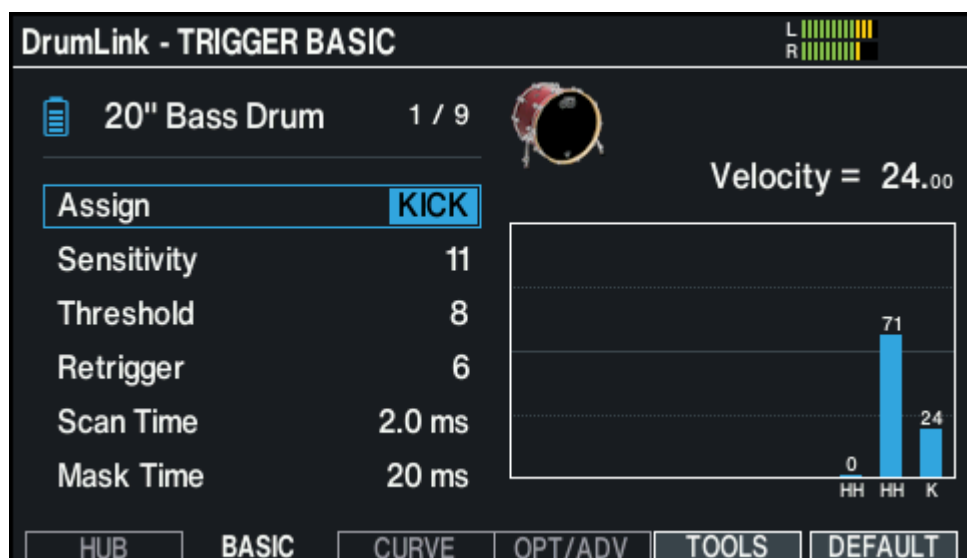 DrumLink - TRIGGER BASIC
L
R
20" Bass Drum 1 / 9
Velocity = 24.00
Assign KICK
Sensitivity 11
Threshold 8
Retrigger 6
Scan Time 2.0 ms
Mask Time 20 ms
71
24
0
HH HH K
HUB BASIC CURVE OPT/ADV TOOLS DEFAULT